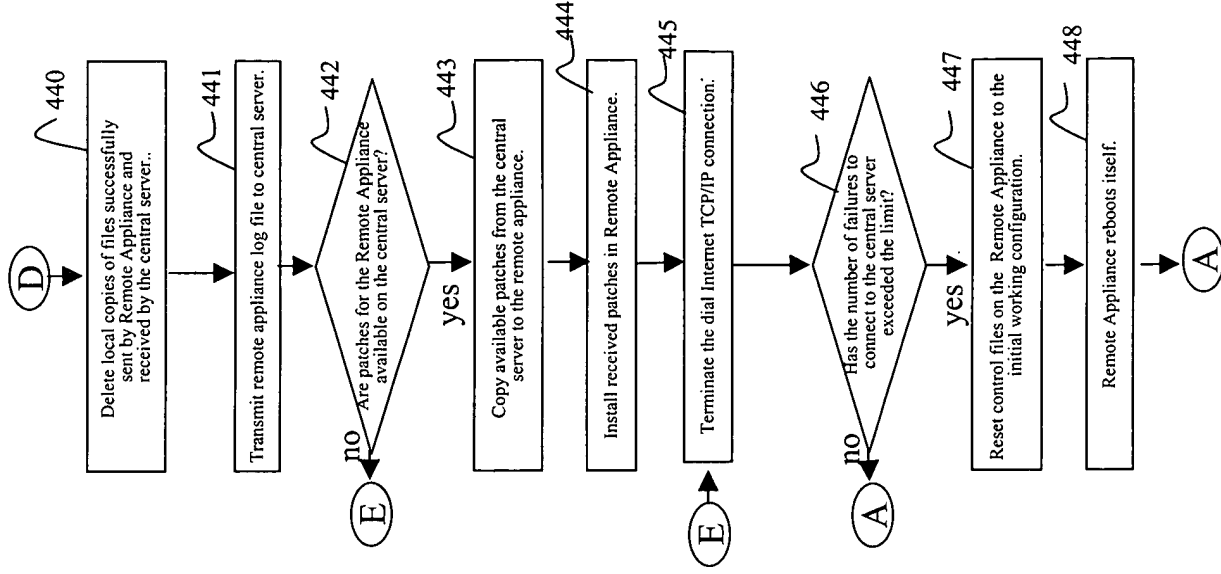 D
440
Delete local copies of files successfully
sent by Remote Appliance and
received by the central server..
441
Transmit remote appliance log file to central server.
442
Are patches for the Remote Appliance
available on the central server?
no
E
yes
443
Copy available patches from the central
server to the remote appliance.
444
Install received patches in Remote Appliance.
445
Terminate the dial Internet TCP/IP connection.
E
446
Has the number of failures to
connect to the central server
exceeded the limit?
no
A
yes
447
Reset control files on the Remote Appliance to the
initial working configuration.
448
Remote Appliance reboots itself.
A